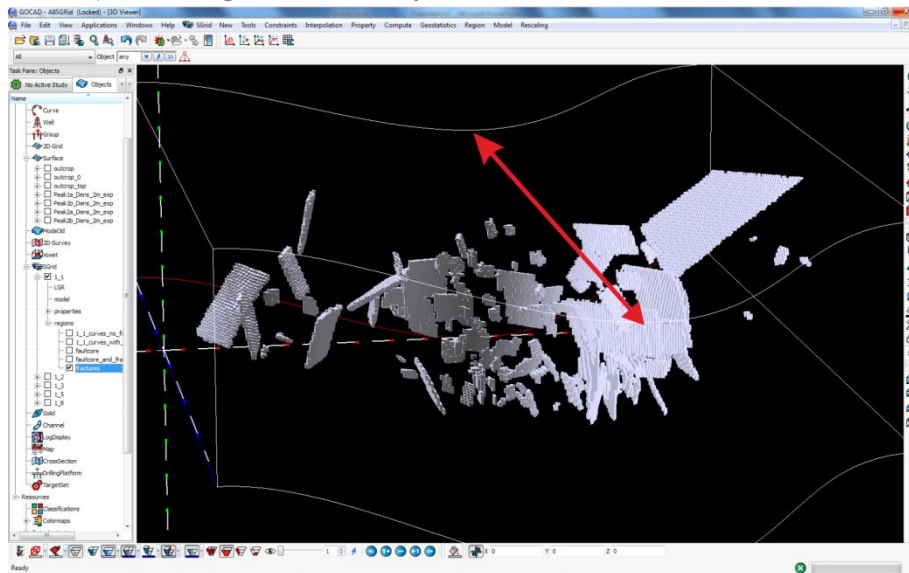 GOCAD - AllSGRid (Locked) - [3D Viewer]
File Edit View Applications Windows Help SGrid New Tools Constraints Interpolation Property Compute Geostatistics Region Model Rescaling
All Object any
Task Pane: Objects
No Active Study Objects
Name
Curve
Well
Group
2D-Grid
Surface
outcrop
outcrop_0
outcrop_top
Peak1a_Dens_2m_exp
Peak1b_Dens_2m_exp
Peak2a_Dens_2m_exp
Peak2b_Dens_2m_exp
Model3d
2D-Survey
Voxet
SGrid
1_1
LGR
model
properties
regions
1_1_curves_no_f
1_1_curves_with_
faultcore
faultcore_and_fra
fractures
1_2
1_3
1_5
1_8
Solid
Channel
LogDisplay
Map
CrossSection
DrillingPlatform
TargetSet
Resources
Classifications
Colormaps
1 X 0 Y 0 Z 0
Ready